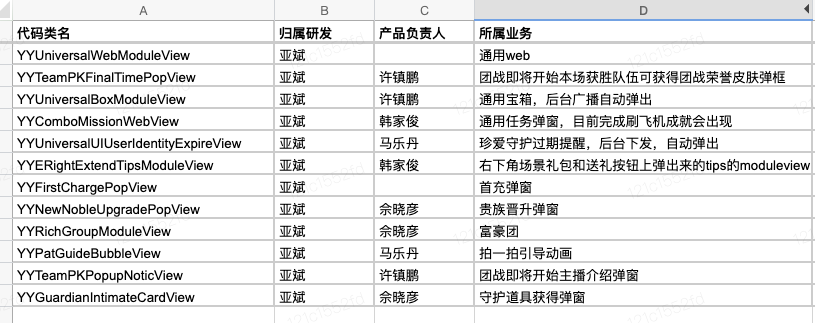 A B C D
代码类名 归属研发 产品负责人 所属业务
YYUniversalWebModuleView 亚斌 通用web
YYTeamPKFinalTimePopView 亚斌 许镇鹏 团战即将开始本场获胜队伍可获得团战荣誉皮肤弹框
YYUniversalBoxModuleView 亚斌 许镇鹏 通用宝箱，后台广播自动弹出
YYComboMissionWebView 亚斌 韩家俊 通用任务弹窗，目前完成刷飞机成就会出现
YYUniversalUIUserIdentityExpireView 亚斌 马乐丹 珍爱守护过期提醒，后台下发，自动弹出
YYERightExtendTipsModuleView 亚斌 韩家俊 右下角场景礼包和送礼按钮上弹出来的tips的moduleview
YYFirstChargePopView 亚斌 首充弹窗
YYNewNobleUpgradePopView 亚斌 佘晓彦 贵族晋升弹窗
YYRichGroupModuleView 亚斌 佘晓彦 富豪团
YYPatGuideBubbleView 亚斌 马乐丹 拍一拍引导动画
YYTeamPKPopupNoticView 亚斌 许镇鹏 团战即将开始主播介绍弹窗
YYGuardianIntimateCardView 亚斌 佘晓彦 守护道具获得弹窗